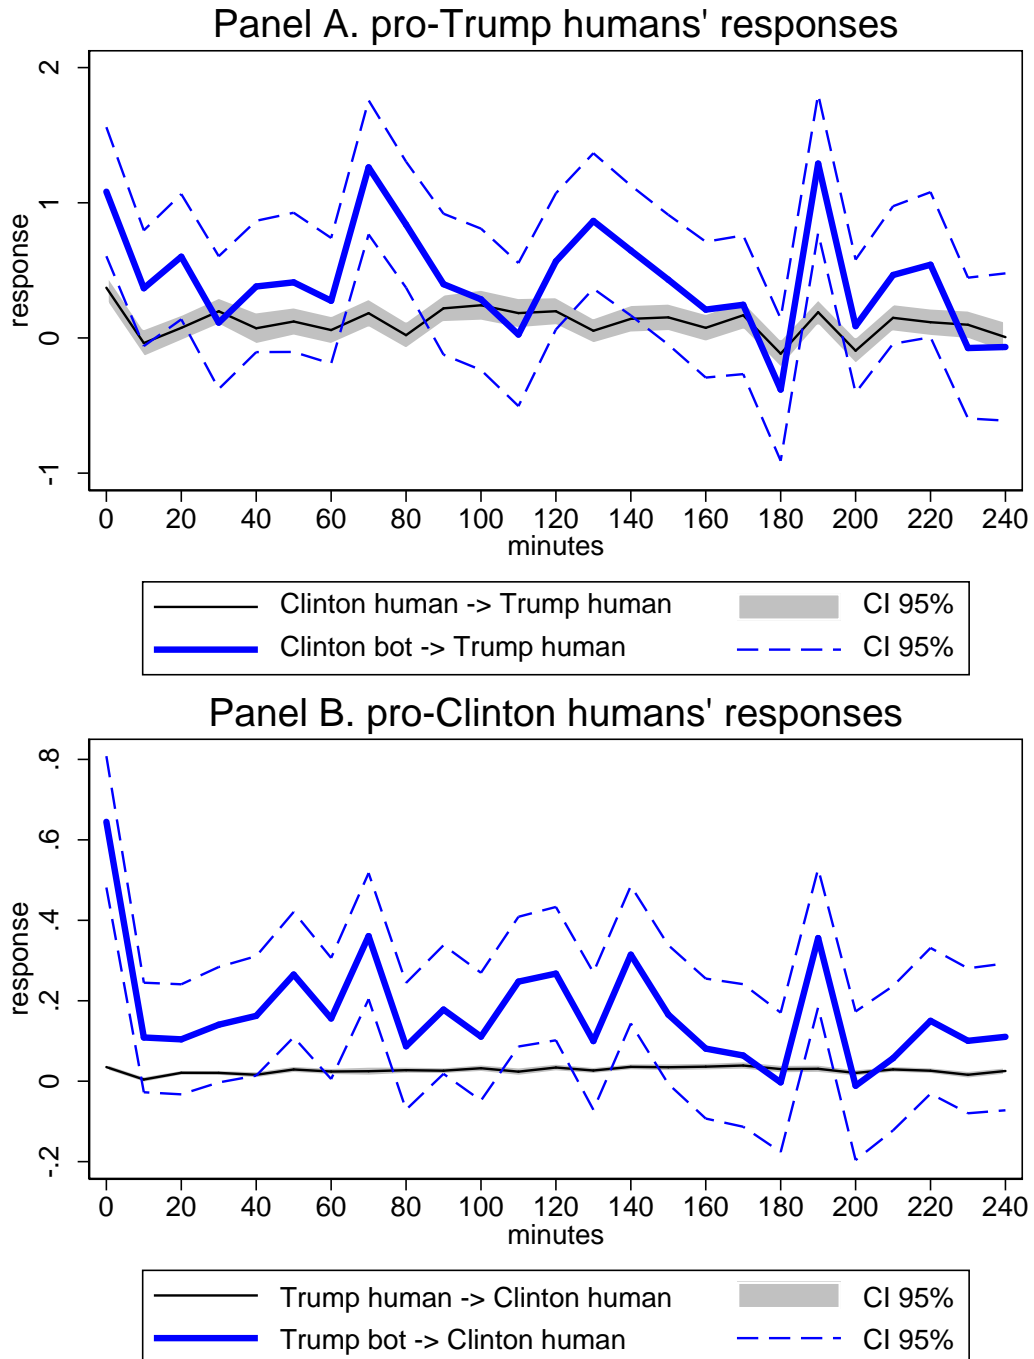 Panel A. pro-Trump humans' responses
2
1
0
-1
response
0 20 40 60 80 100 120 140 160 180 200 220 240
minutes
Clinton human -> Trump human CI 95%
Clinton bot -> Trump human CI 95%
Panel B. pro-Clinton humans' responses
.8
.6
.4
.2
0
-.2
response
0 20 40 60 80 100 120 140 160 180 200 220 240
minutes
Trump human -> Clinton human CI 95%
Trump bot -> Clinton human CI 95%